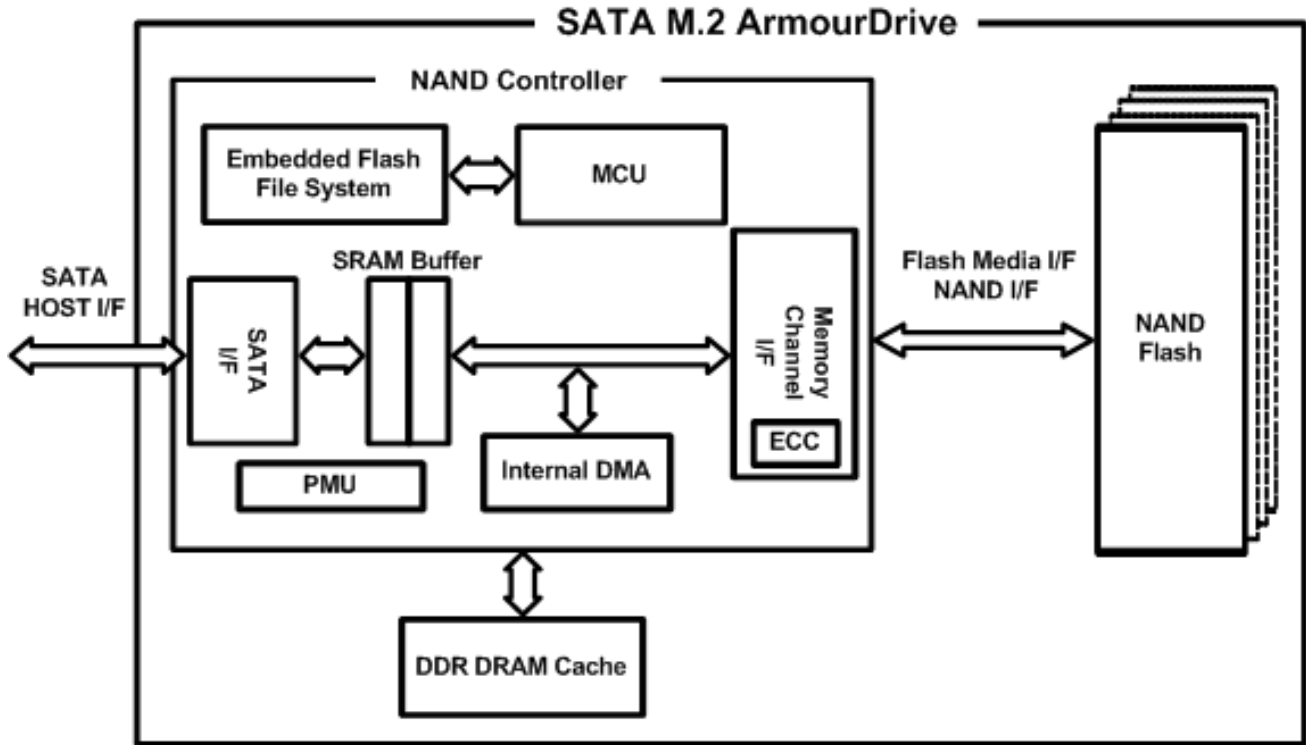 SATA M.2 ArmourDrive
NAND Controller
Embedded Flash
File System
MCU
SRAM Buffer
SATA
HOST I/F
SATA
I/F
Memory
Channel
I/F
ECC
Flash Media I/F
NAND I/F
NAND
Flash
PMU
Internal DMA
DDR DRAM Cache